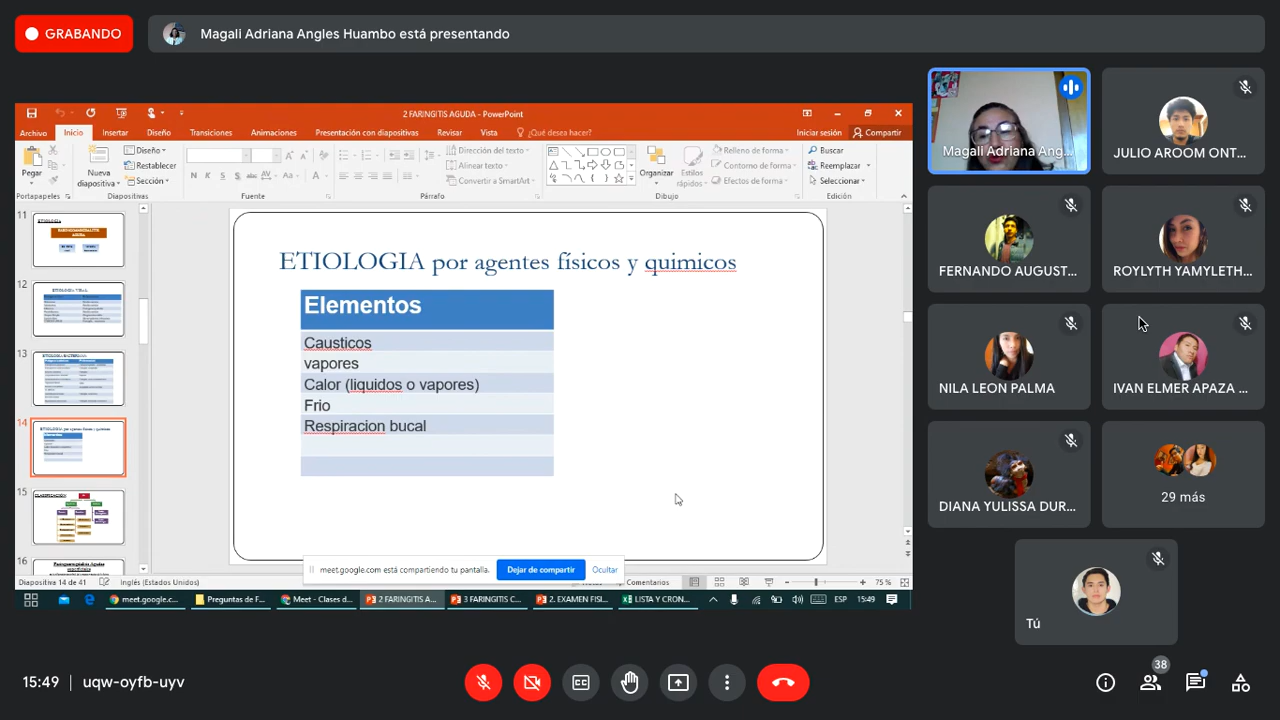 GRABANDO
Magali Adriana Angles Huambo está presentando
2 FARINGITIS AGUDA - PowerPoint
Archivo Inicio Insertar Diseño Transiciones Animaciones Presentación con diapositivas Revisar Vista ¿Qué desea hacer? Iniciar sesión Compartir
Pegar
Nueva diapositiva
Diseño
Restablecer
Sección
N K S
Dirección del texto
Alinear texto
Convertir a SmartArt
Organizar
Estilos rápidos
Relleno de forma
Contorno de forma
Efectos de forma
Buscar
Reemplazar
Seleccionar
Portapapeles Diapositivas Fuente Párrafo Dibujo Edición
11
12
13
14
15
16
ETIOLOGIA por agentes físicos y quimicos
Elementos
Causticos
vapores
Calor (liquidos o vapores)
Frio
Respiracion bucal
meet.google.com está compartiendo tu pantalla. Dejar de compartir Ocultar
Diapositiva 14 de 41 Inglés (Estados Unidos) Comentarios 75 %
meet.google.c... Preguntas de F... Meet - Clases d... 2 FARINGITIS A... 3 FARINGITIS C... 2. EXAMEN FISI... LISTA Y CRON... ESP 15:49
Magali Adriana Ang...
JULIO AROOM ONT...
FERNANDO AUGUST...
ROYLYTH YAMYLETH...
NILA LEON PALMA
IVAN ELMER APAZA ...
DIANA YULISSA DUR...
29 más
Tú
15:49 | uqw-oyfb-uyv
38